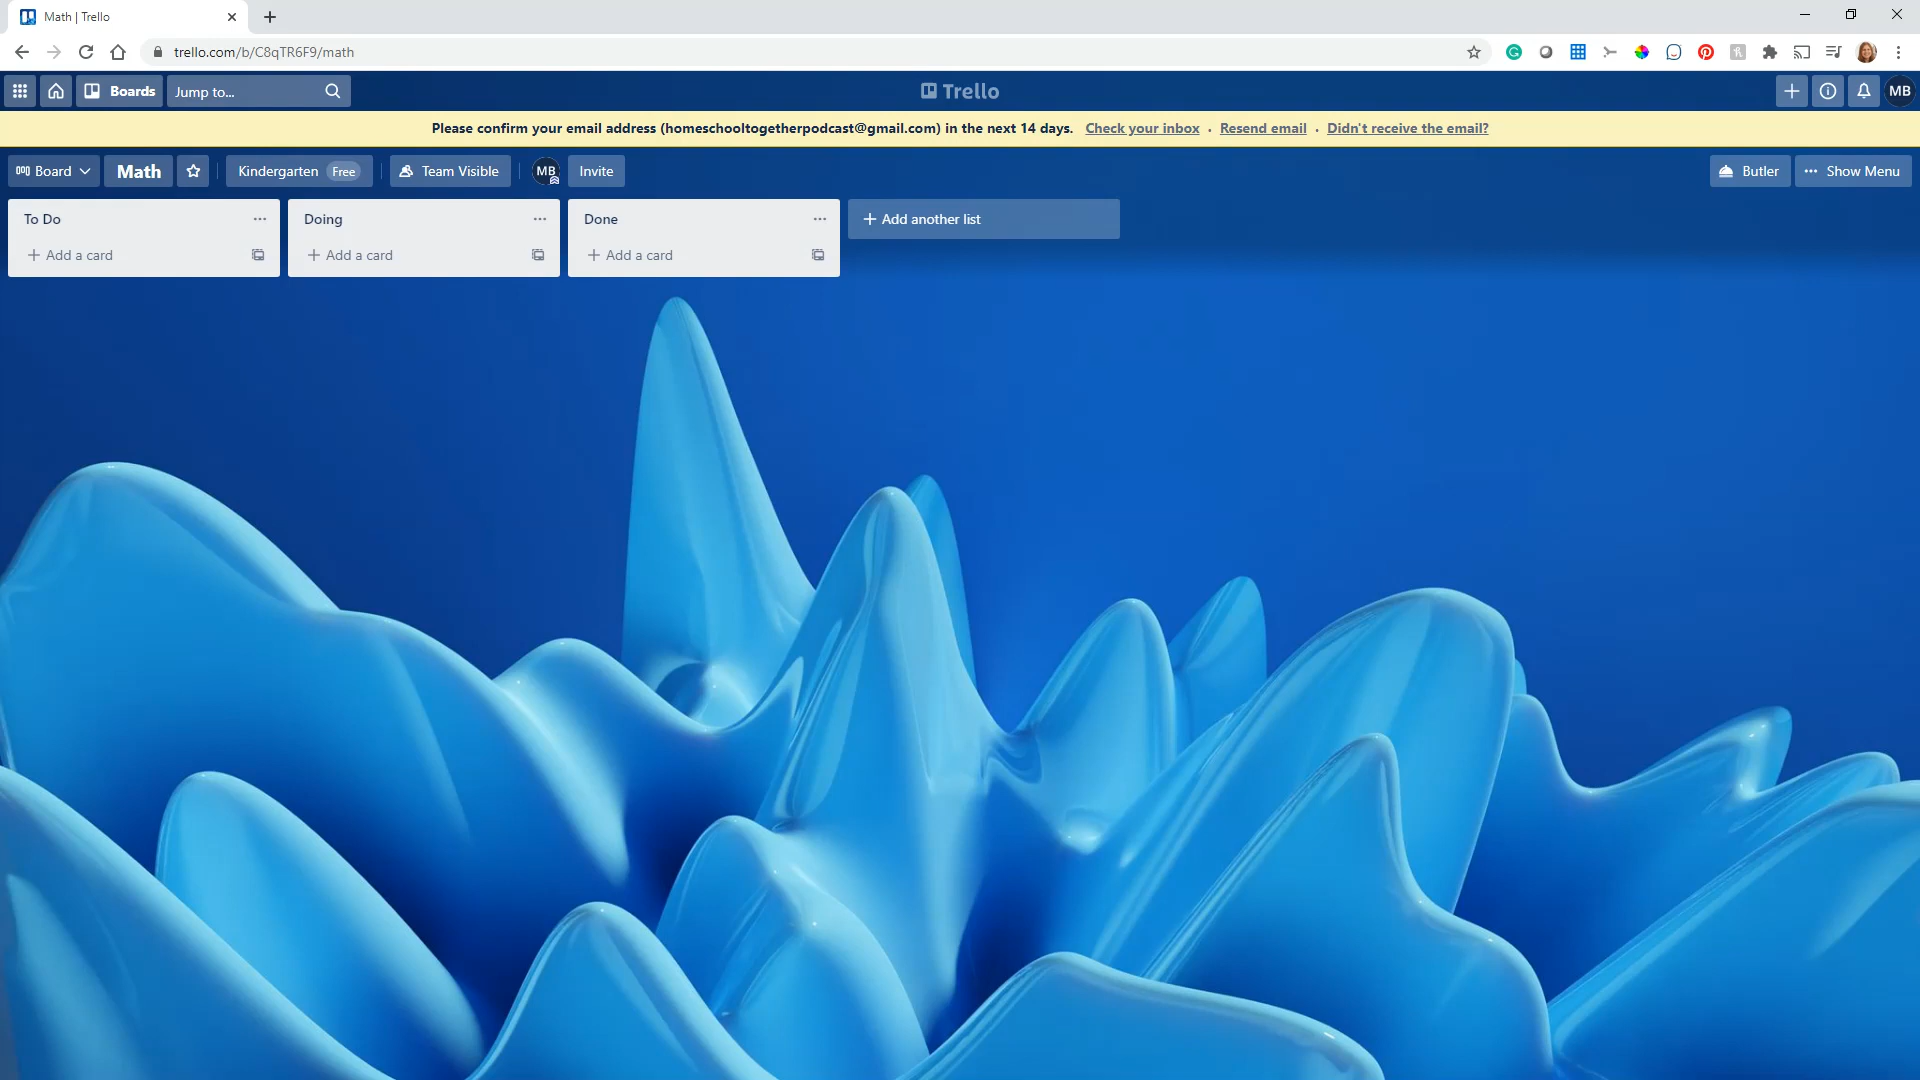 Math | Trello
trello.com/b/C8qTR6F9/math
Boards Jump to... Trello MB
Please confirm your email address (homeschooltogetherpodcast@gmail.com) in the next 14 days. Check your inbox · Resend email · Didn't receive the email?
Board Math Kindergarten Free Team Visible MB Invite Butler Show Menu
To Do Doing Done + Add another list
+ Add a card + Add a card + Add a card